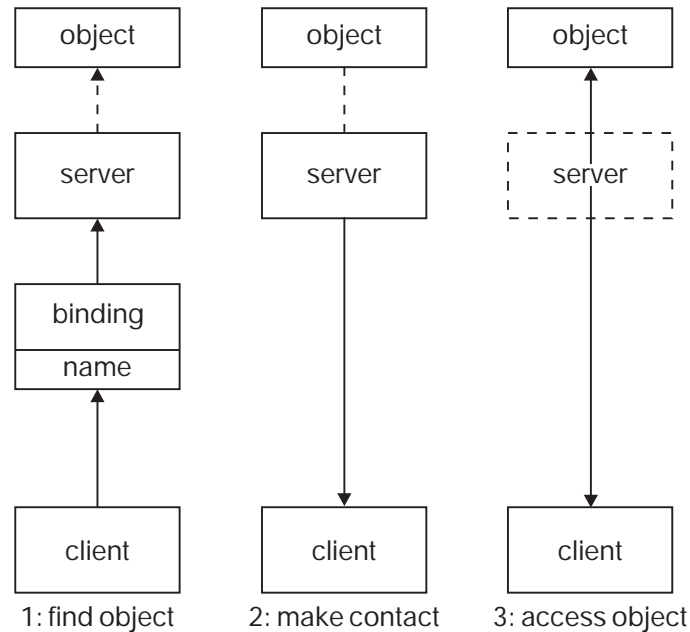 object
server
binding
name
client
1: find object
object
server
client
2: make contact
object
server
client
3: access object